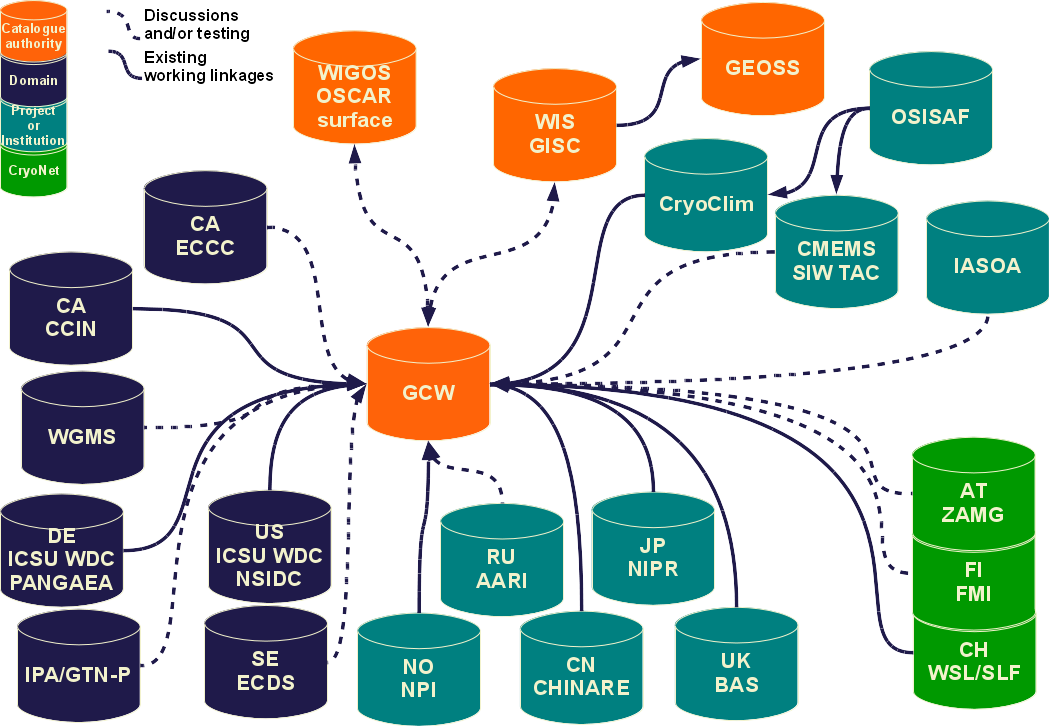 Catalogue
authority
Domain
Project
or
Institution
CryoNet
Discussions
and/or testing
Existing
working linkages
WIGOS
OSCAR
surface
WIS
GISC
GEOSS
OSISAF
CryoClim
CMEMS
SIW TAC
IASOA
CA
ECCC
CA
CCIN
GCW
WGMS
DE
ICSU WDC
PANGAEA
US
ICSU WDC
NSIDC
RU
AARI
JP
NIPR
AT
ZAMG
FI
FMI
CH
WSL/SLF
IPA/GTN-P
SE
ECDS
NO
NPI
CN
CHINARE
UK
BAS